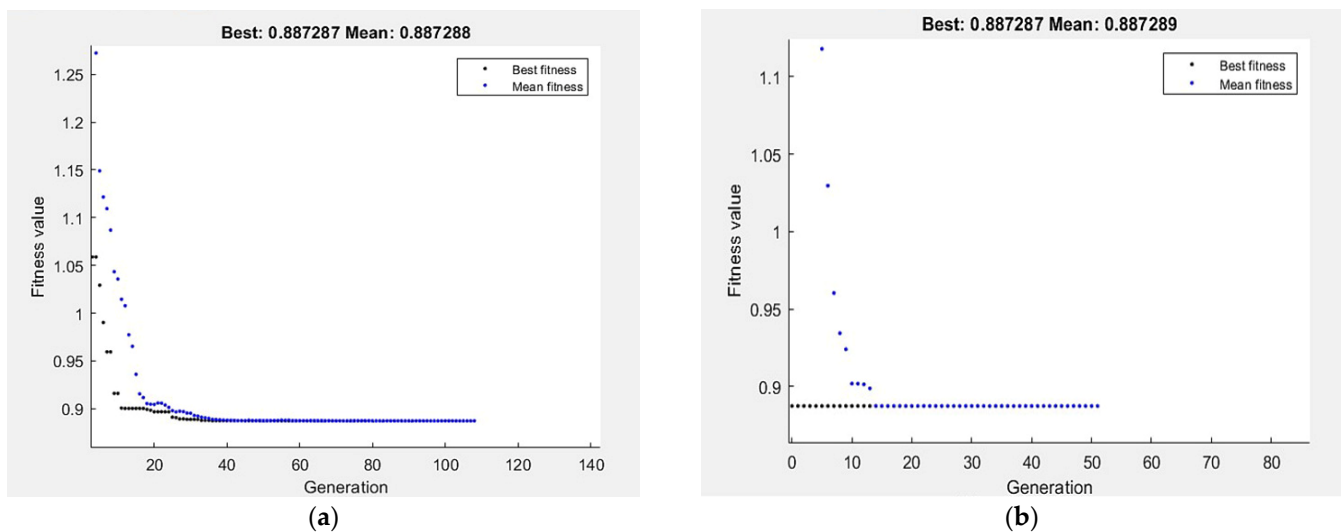 Best: 0.887287 Mean: 0.887288
Best fitness
Mean fitness
1.25
1.2
1.15
1.1
1.05
1
0.95
0.9
Fitness value
20 40 60 80 100 120 140
Generation
(a)
Best: 0.887287 Mean: 0.887289
Best fitness
Mean fitness
1.1
1.05
1
0.95
0.9
Fitness value
0 10 20 30 40 50 60 70 80
Generation
(b)